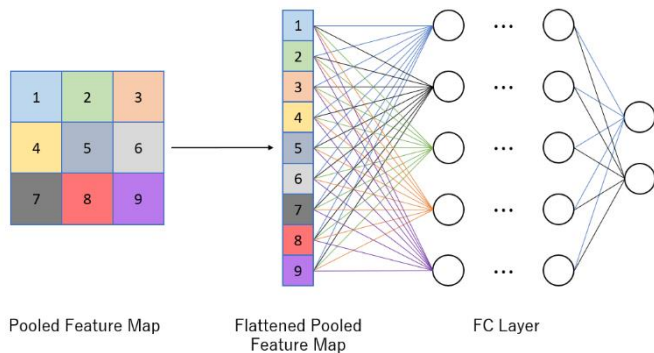 1 2 3
4 5 6
7 8 9
1
2
3
4
5
6
7
8
9
...
...
...
...
...
Pooled Feature Map
Flattened Pooled
Feature Map
FC Layer